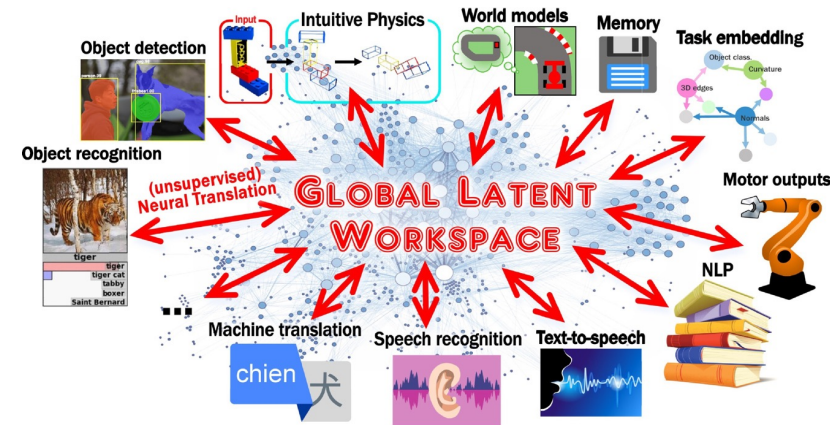 Input
Intuitive Physics
World models
Memory
Task embedding
Object class.
Curvature
3D edges
Normals
Object detection
Object recognition
tiger
tiger
tiger cat
tabby
boxer
Saint Bernard
(unsupervised)
Neural Translation
GLOBAL LATENT
WORKSPACE
Motor outputs
NLP
...
Machine translation
chien
犬
Speech recognition
Text-to-speech